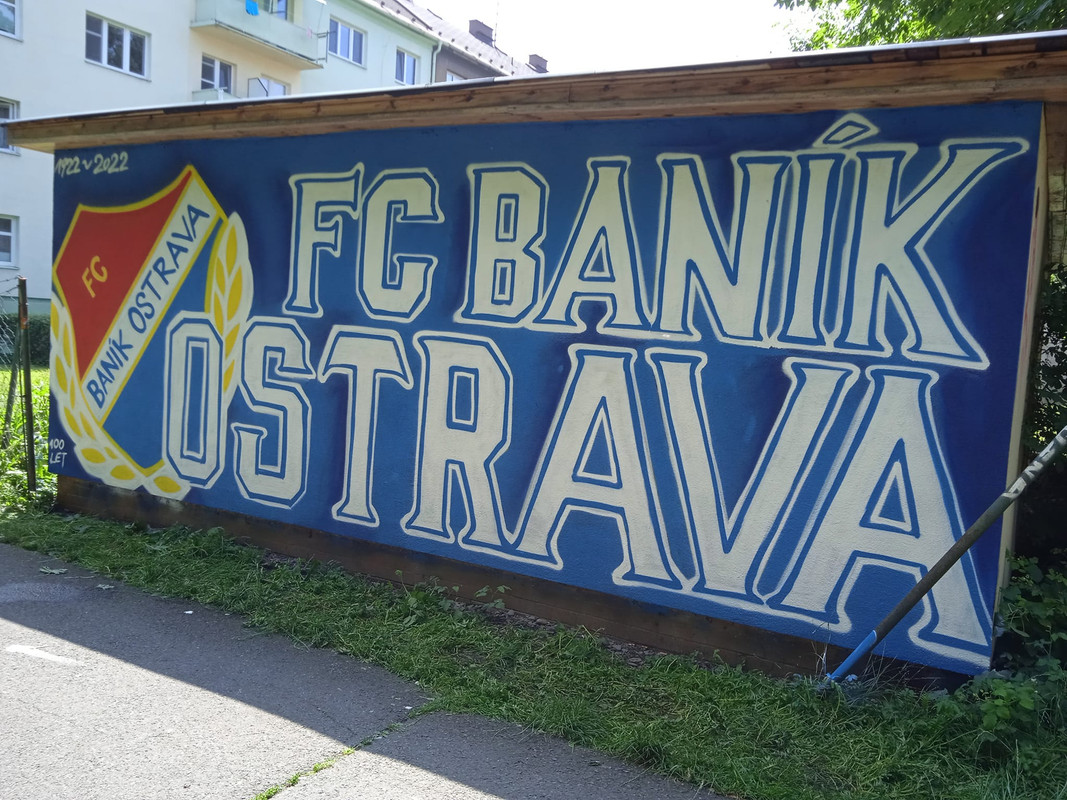 1922 ~ 2022
FC BANÍK
OSTRAVA
FC
BANÍK OSTRAVA
100
LET